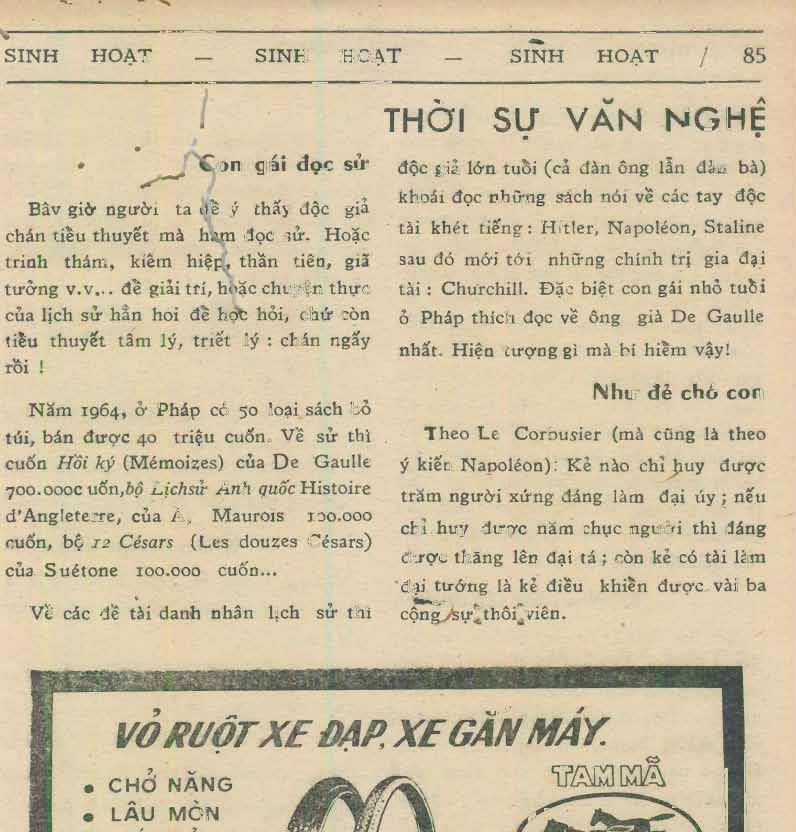 SINH HOẠT — SINH HOẠT — SINH HOẠT / 85
THỜI SỰ VĂN NGHỆ
Con gái đọc sử
Bâv giờ người ta để ý thấy độc giả
chán tiểu thuyết mà ham đọc sử. Hoặc
trinh thám, kiêm hiệp, thần tiên, giã
tưởng v.v... để giải trí, hoặc chuyện thực
của lịch sử hẳn hoi để học hỏi, chứ còn
tiểu thuyết tâm lý, triết lý : chán ngấy
rồi !
Năm 1964, ở Pháp có 50 loại sách bỏ
túi, bán được 40 triệu cuốn. Về sử thì
cuốn Hồi ký (Mémoizes) của De Gaulle
700.000c uốn,bộ Lịchsử Anh quốc Histoire
d'Angleterre, của A, Maurois 100.000
cuốn, bộ 12 Césars (Les douzes Césars)
của Suétone 100.000 cuốn...
Về các đề tài danh nhân lịch sử thì
độc giả lớn tuổi (cả đàn ông lẫn đàn bà)
khoái đọc những sách nói về các tay độc
tài khét tiếng : Hitler, Napoléon, Staline
sau đó mới tới những chính trị gia đại
tài : Churchill. Đặc biệt con gái nhỏ tuổi
ở Pháp thích đọc về ông già De Gaulle
nhất. Hiện tượng gì mà bí hiểm vậy!
Như đẻ chó con
Theo Le Corbusier (mà cũng là theo
ý kiến Napoléon): Kẻ nào chỉ huy được
trăm người xứng đáng làm đại úy ; nếu
chỉ huy được năm chục người thì đáng
được thăng lên đại tá ; còn kẻ có tài làm
đại tướng là kẻ điều khiển được vài ba
cộng sự thôi viên.
VỎ RUỘT XE ĐẠP, XE GẮN MÁY.
• CHỞ NẶNG
• LÂU MÒN
TAM MÃ